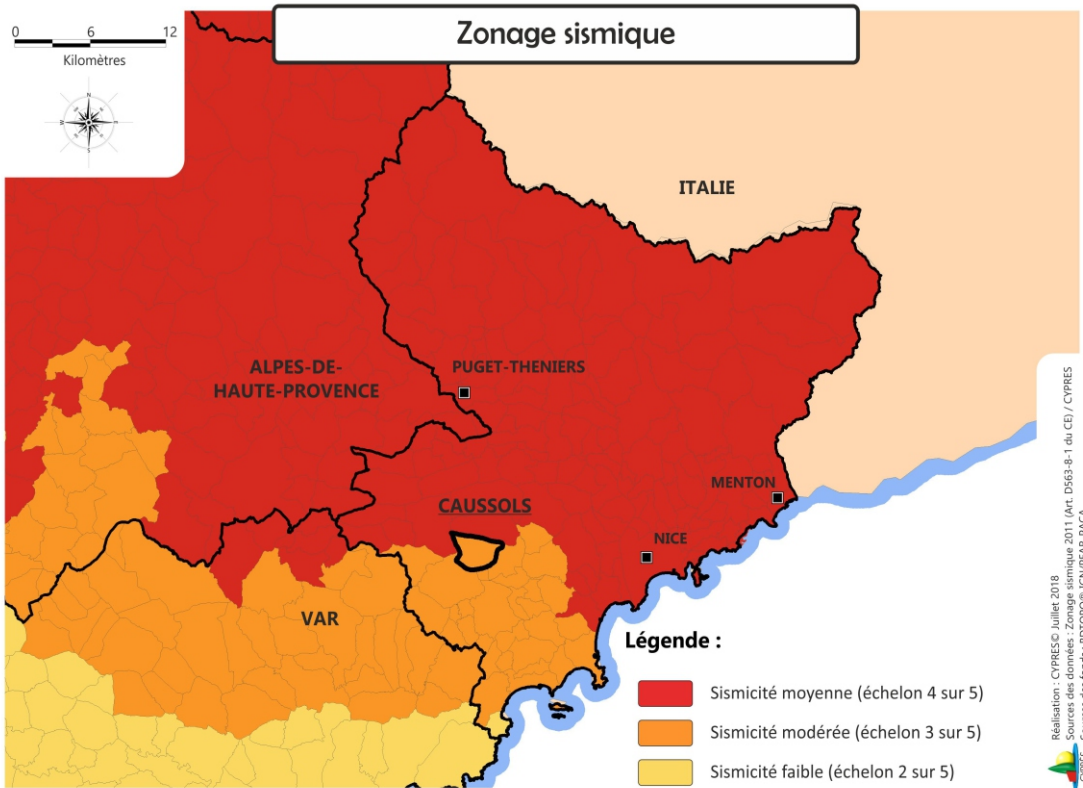 Zonage sismique
0 6 12
Kilomètres
N
ITALIE
ALPES-DE-
HAUTE-PROVENCE
PUGET-THENIERS
CAUSSOLS
MENTON
NICE
VAR
Légende :
Sismicité moyenne (échelon 4 sur 5)
Sismicité modérée (échelon 3 sur 5)
Sismicité faible (échelon 2 sur 5)
Réalisation : CYPRES© Juillet 2018
Sources des données : Zonage sismique 2011 (Art. D563-8-1 du CE) / CYPRES
CYPRES